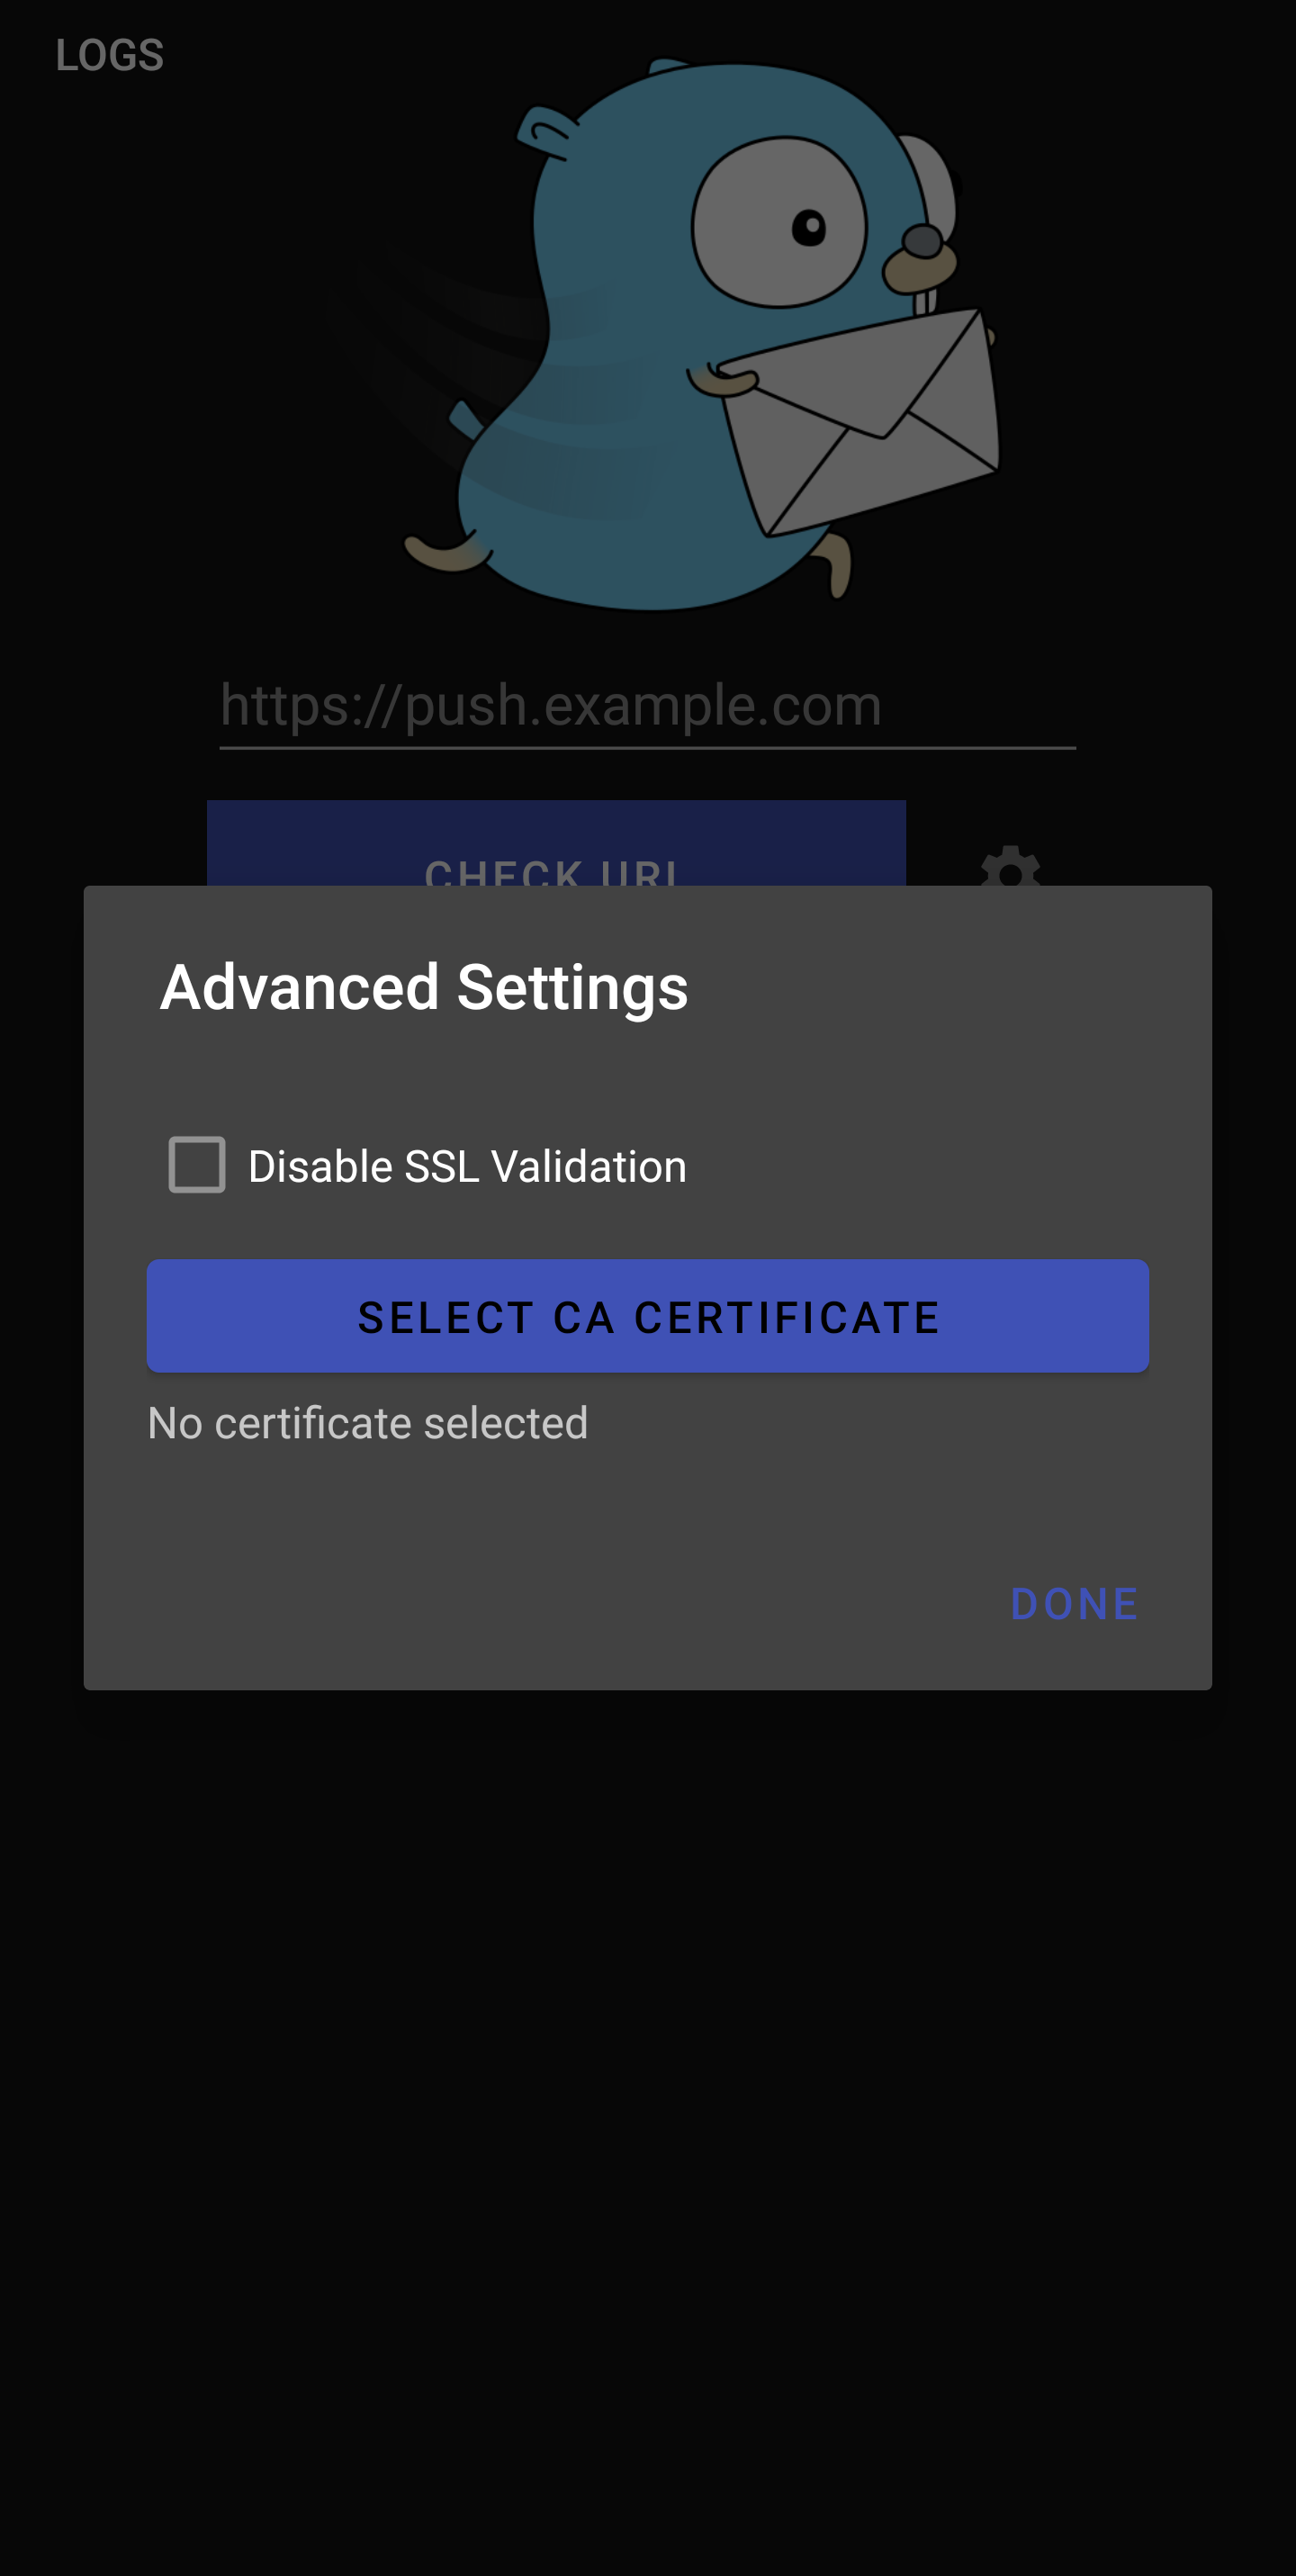 LOGS
https://push.example.com
CHECK URL
Advanced Settings
Disable SSL Validation
SELECT CA CERTIFICATE
No certificate selected
DONE